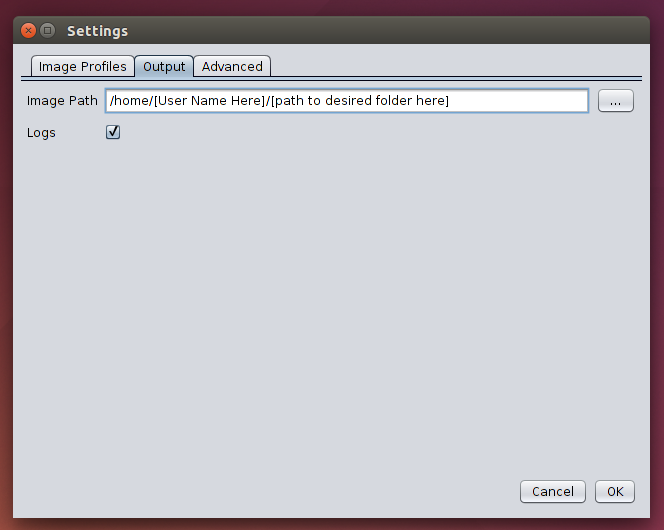 Settings
Image Profiles Output Advanced
Image Path /home/[User Name Here]/[path to desired folder here] ...
Logs
Cancel OK